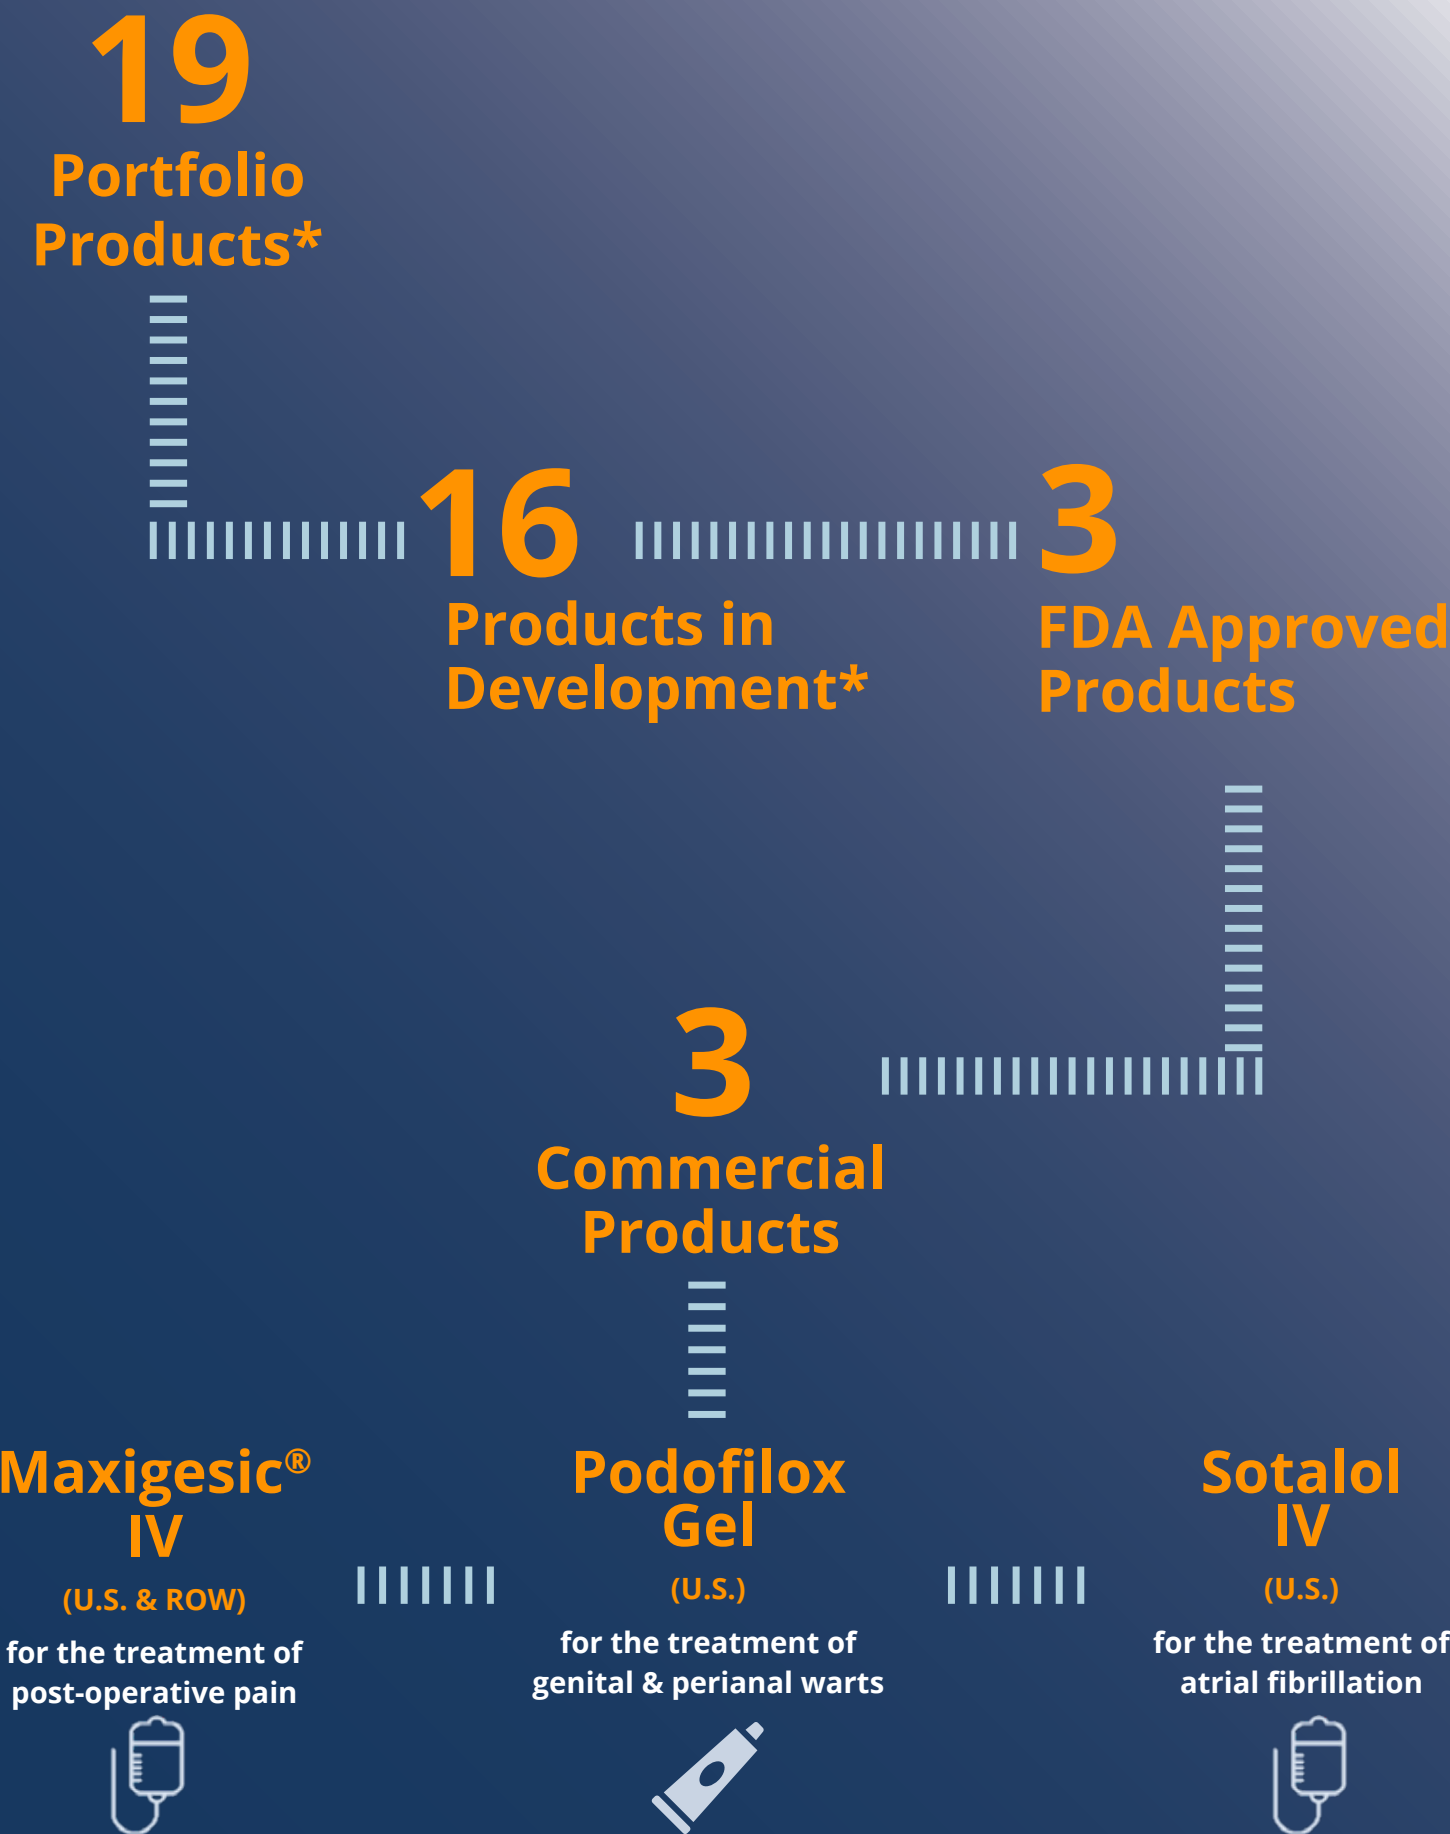 19
Portfolio
Products*
16
Products in
Development*
3
FDA Approved
Products
3
Commercial
Products
Maxigesic®
IV
(U.S. & ROW)
for the treatment of
post-operative pain
Podofilox
Gel
(U.S.)
for the treatment of
genital & perianal warts
Sotalol
IV
(U.S.)
for the treatment of
atrial fibrillation